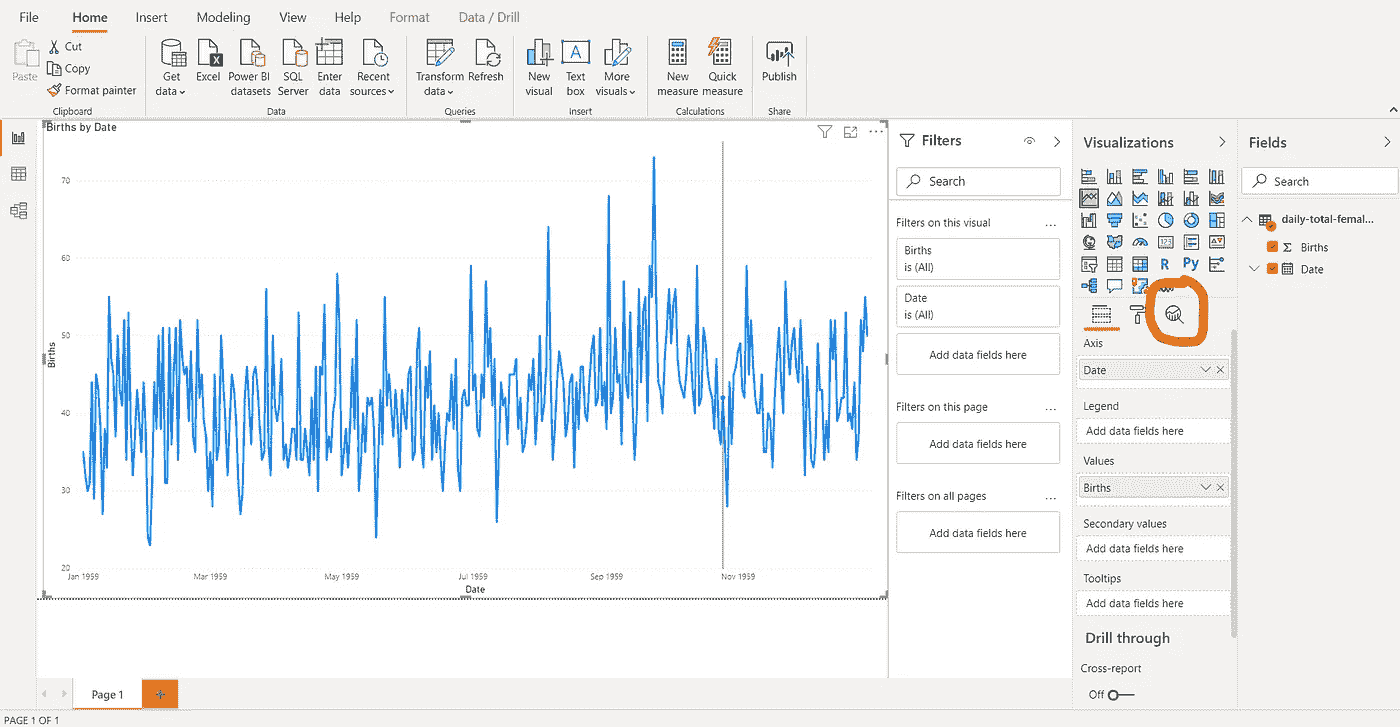 File Home Insert Modeling View Help Format Data / Drill
Paste
Cut
Copy
Format painter
Clipboard
Get data
Excel
Power BI datasets
SQL Server
Enter data
Recent sources
Data
Transform data
Refresh
Queries
New visual
Text box
More visuals
Insert
New measure
Quick measure
Calculations
Publish
Share
Births by Date
70
60
50
40
30
20
Births
Jan 1959 Mar 1959 May 1959 Jul 1959 Sep 1959 Nov 1959
Date
Filters
Search
Filters on this visual ...
Births
is (All)
Date
is (All)
Add data fields here
Filters on this page ...
Add data fields here
Filters on all pages ...
Add data fields here
Visualizations
R Py
Axis
Date
Legend
Add data fields here
Values
Births
Secondary values
Add data fields here
Tooltips
Add data fields here
Drill through
Cross-report
Off
Fields
Search
daily-total-femal...
Σ Births
Date
Page 1
+
PAGE 1 OF 1